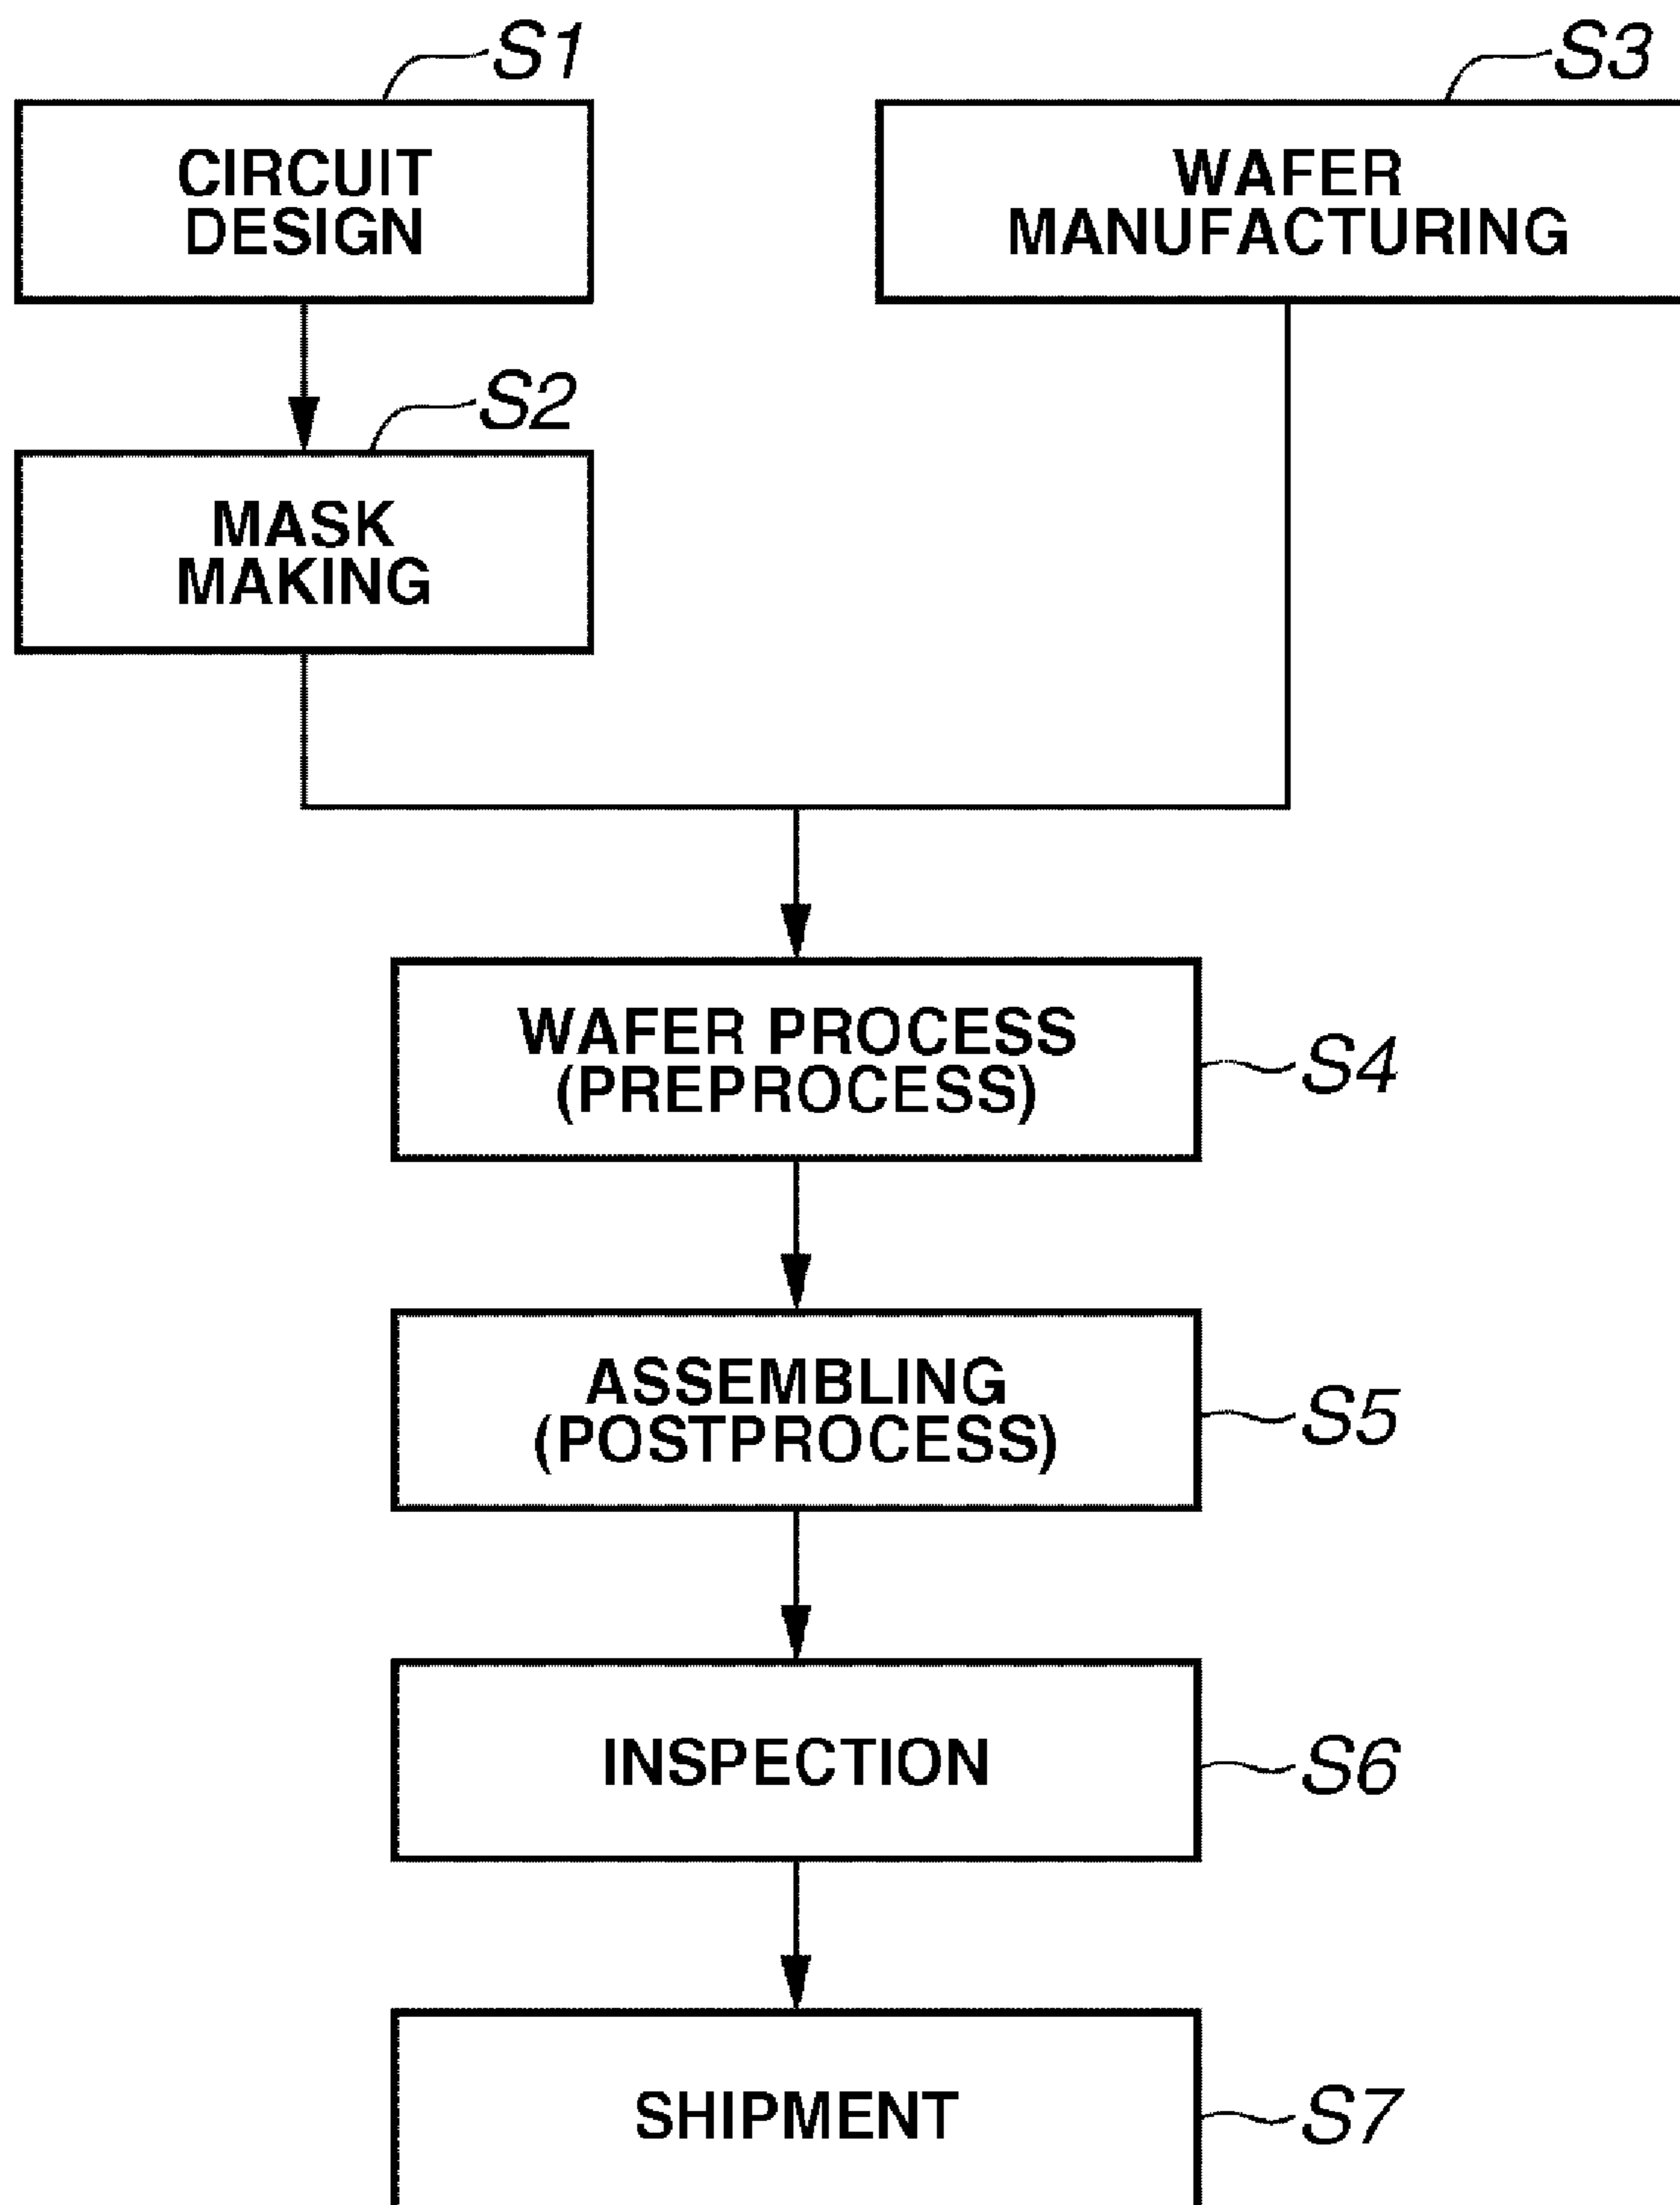 S1
CIRCUIT
DESIGN
S3
WAFER
MANUFACTURING
S2
MASK
MAKING
WAFER PROCESS
(PREPROCESS)
S4
ASSEMBLING
(POSTPROCESS)
S5
INSPECTION
S6
SHIPMENT
S7